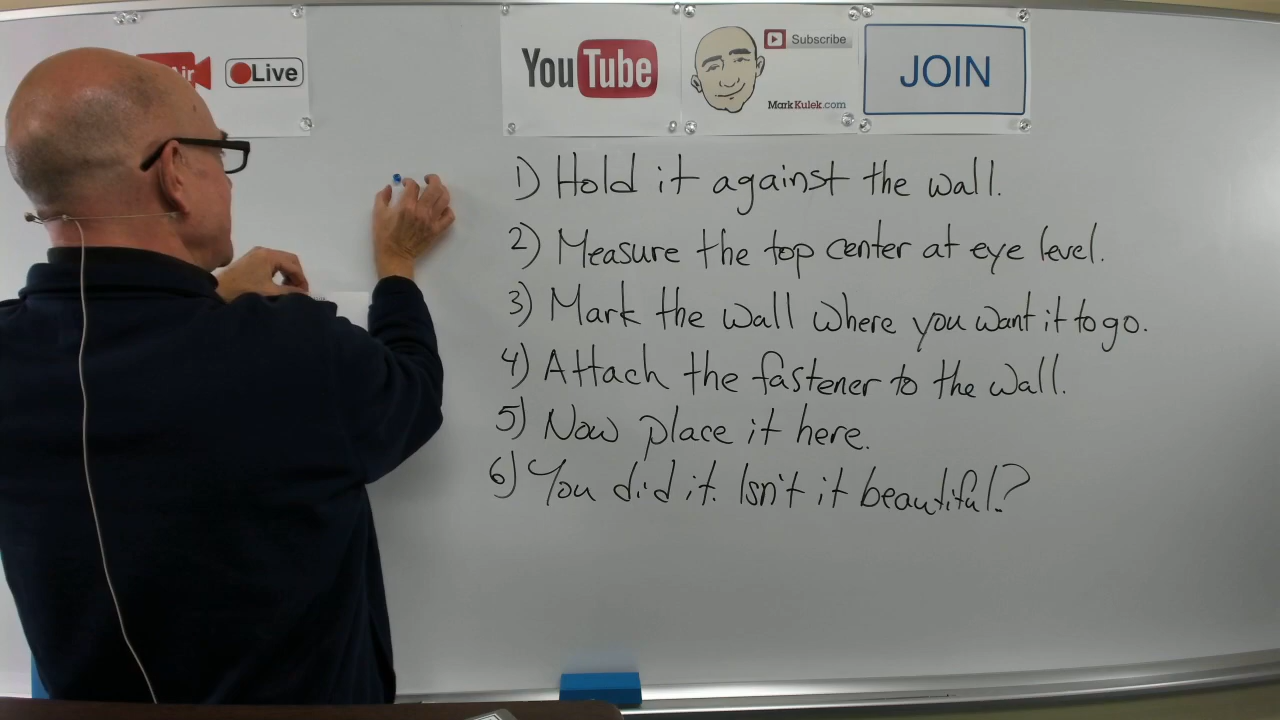 Air
Live
YouTube
Subscribe
MarkKulek.com
JOIN
1) Hold it against the wall.
2) Measure the top center at eye level.
3) Mark the wall where you want it to go.
4) Attach the fastener to the wall.
5) Now place it here.
6) You did it. Isn't it beautiful?